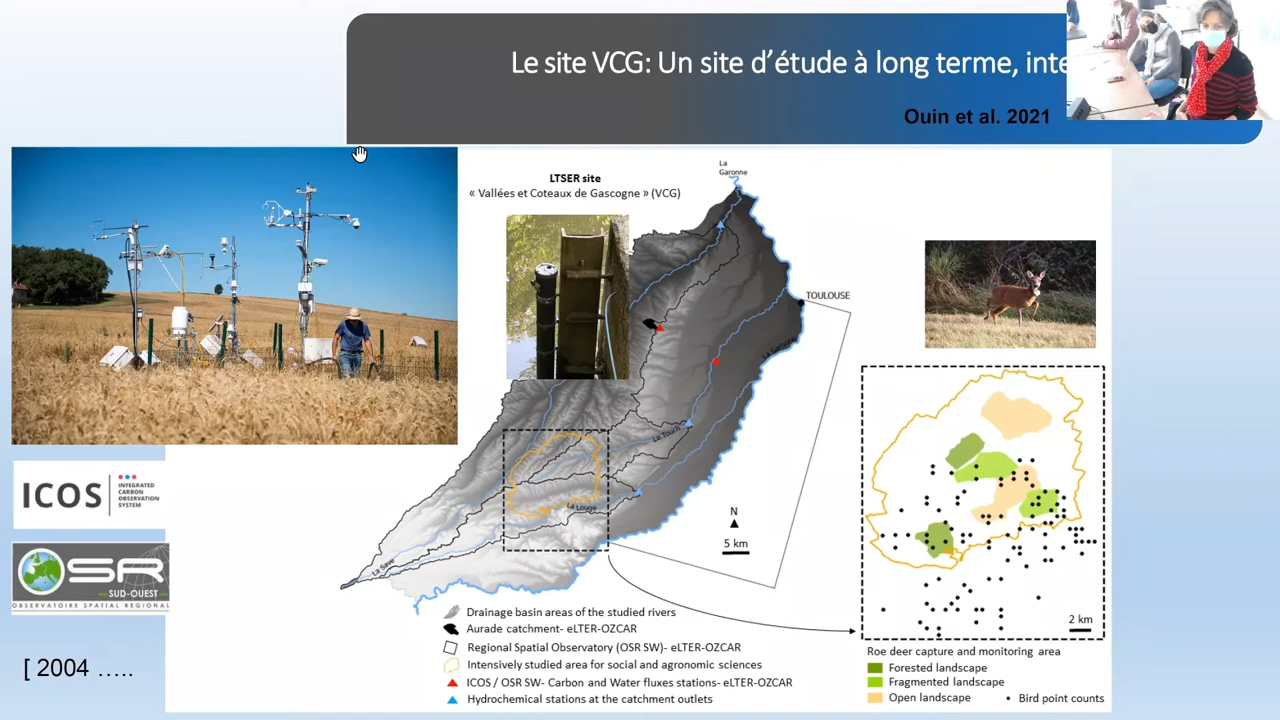 Le site VCG: Un site d'étude à long terme, inte
Ouin et al. 2021
LTSER site
« Vallées et Coteaux de Gascogne » (VCG)
La
Garonne
TOULOUSE
La Garonne
Le Touch
La Louge
La Save
N
5 km
ICOS
INTEGRATED
CARBON
OBSERVATION
SYSTEM
OSR
SUD-OUEST
OBSERVATOIRE SPATIAL REGIONAL
[ 2004 …..
Drainage basin areas of the studied rivers
Aurade catchment- eLTER-OZCAR
Regional Spatial Observatory (OSR SW)- eLTER-OZCAR
Intensively studied area for social and agronomic sciences
ICOS / OSR SW- Carbon and Water fluxes stations- eLTER-OZCAR
Hydrochemical stations at the catchment outlets
2 km
Roe deer capture and monitoring area
Forested landscape
Fragmented landscape
Open landscape
• Bird point counts